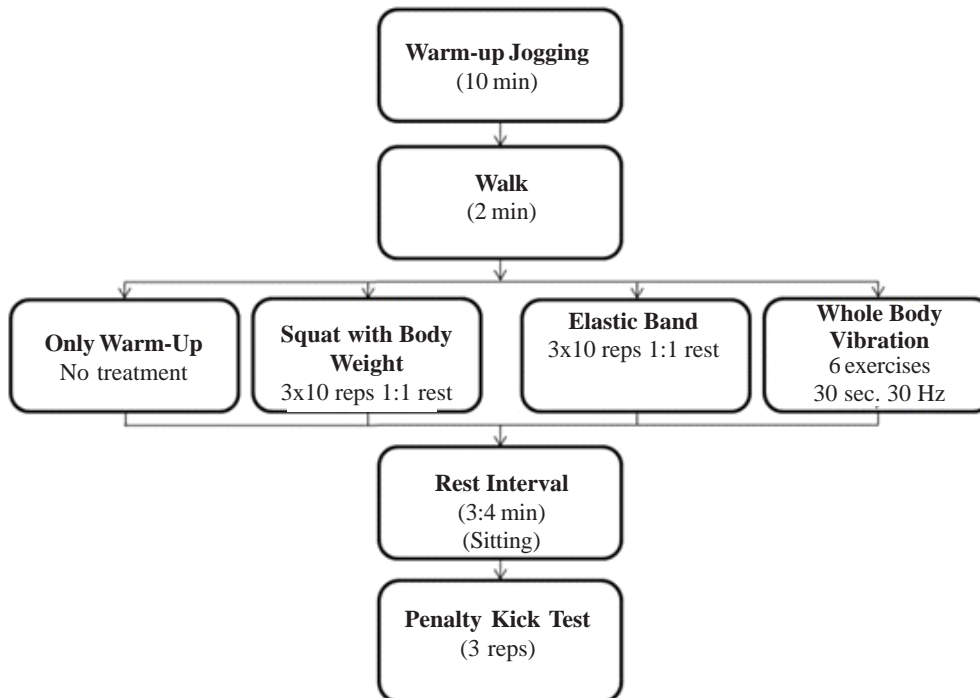 Warm-up Jogging
(10 min)
Walk
(2 min)
Only Warm-Up
No treatment
Squat with Body
Weight
3x10 reps 1:1 rest
Elastic Band
3x10 reps 1:1 rest
Whole Body
Vibration
6 exercises
30 sec. 30 Hz
Rest Interval
(3:4 min)
(Sitting)
Penalty Kick Test
(3 reps)